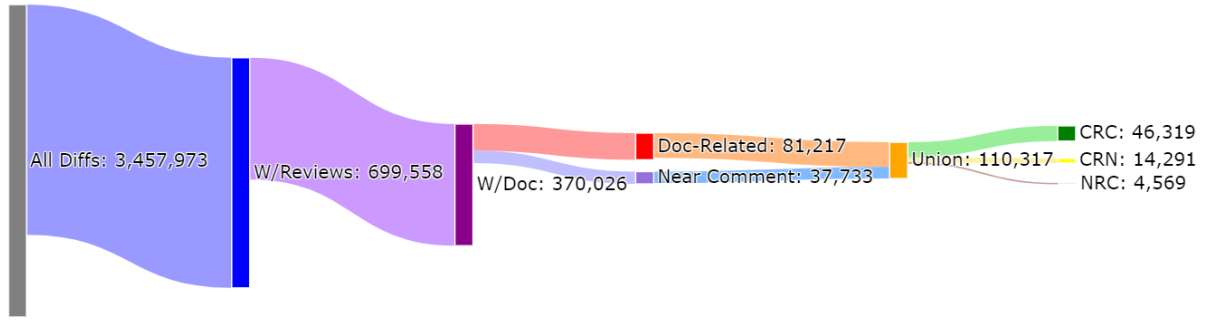 All Diffs: 3,457,973
W/Reviews: 699,558
W/Doc: 370,026
Doc-Related: 81,217
Near Comment: 37,733
Union: 110,317
CRC: 46,319
CRN: 14,291
NRC: 4,569